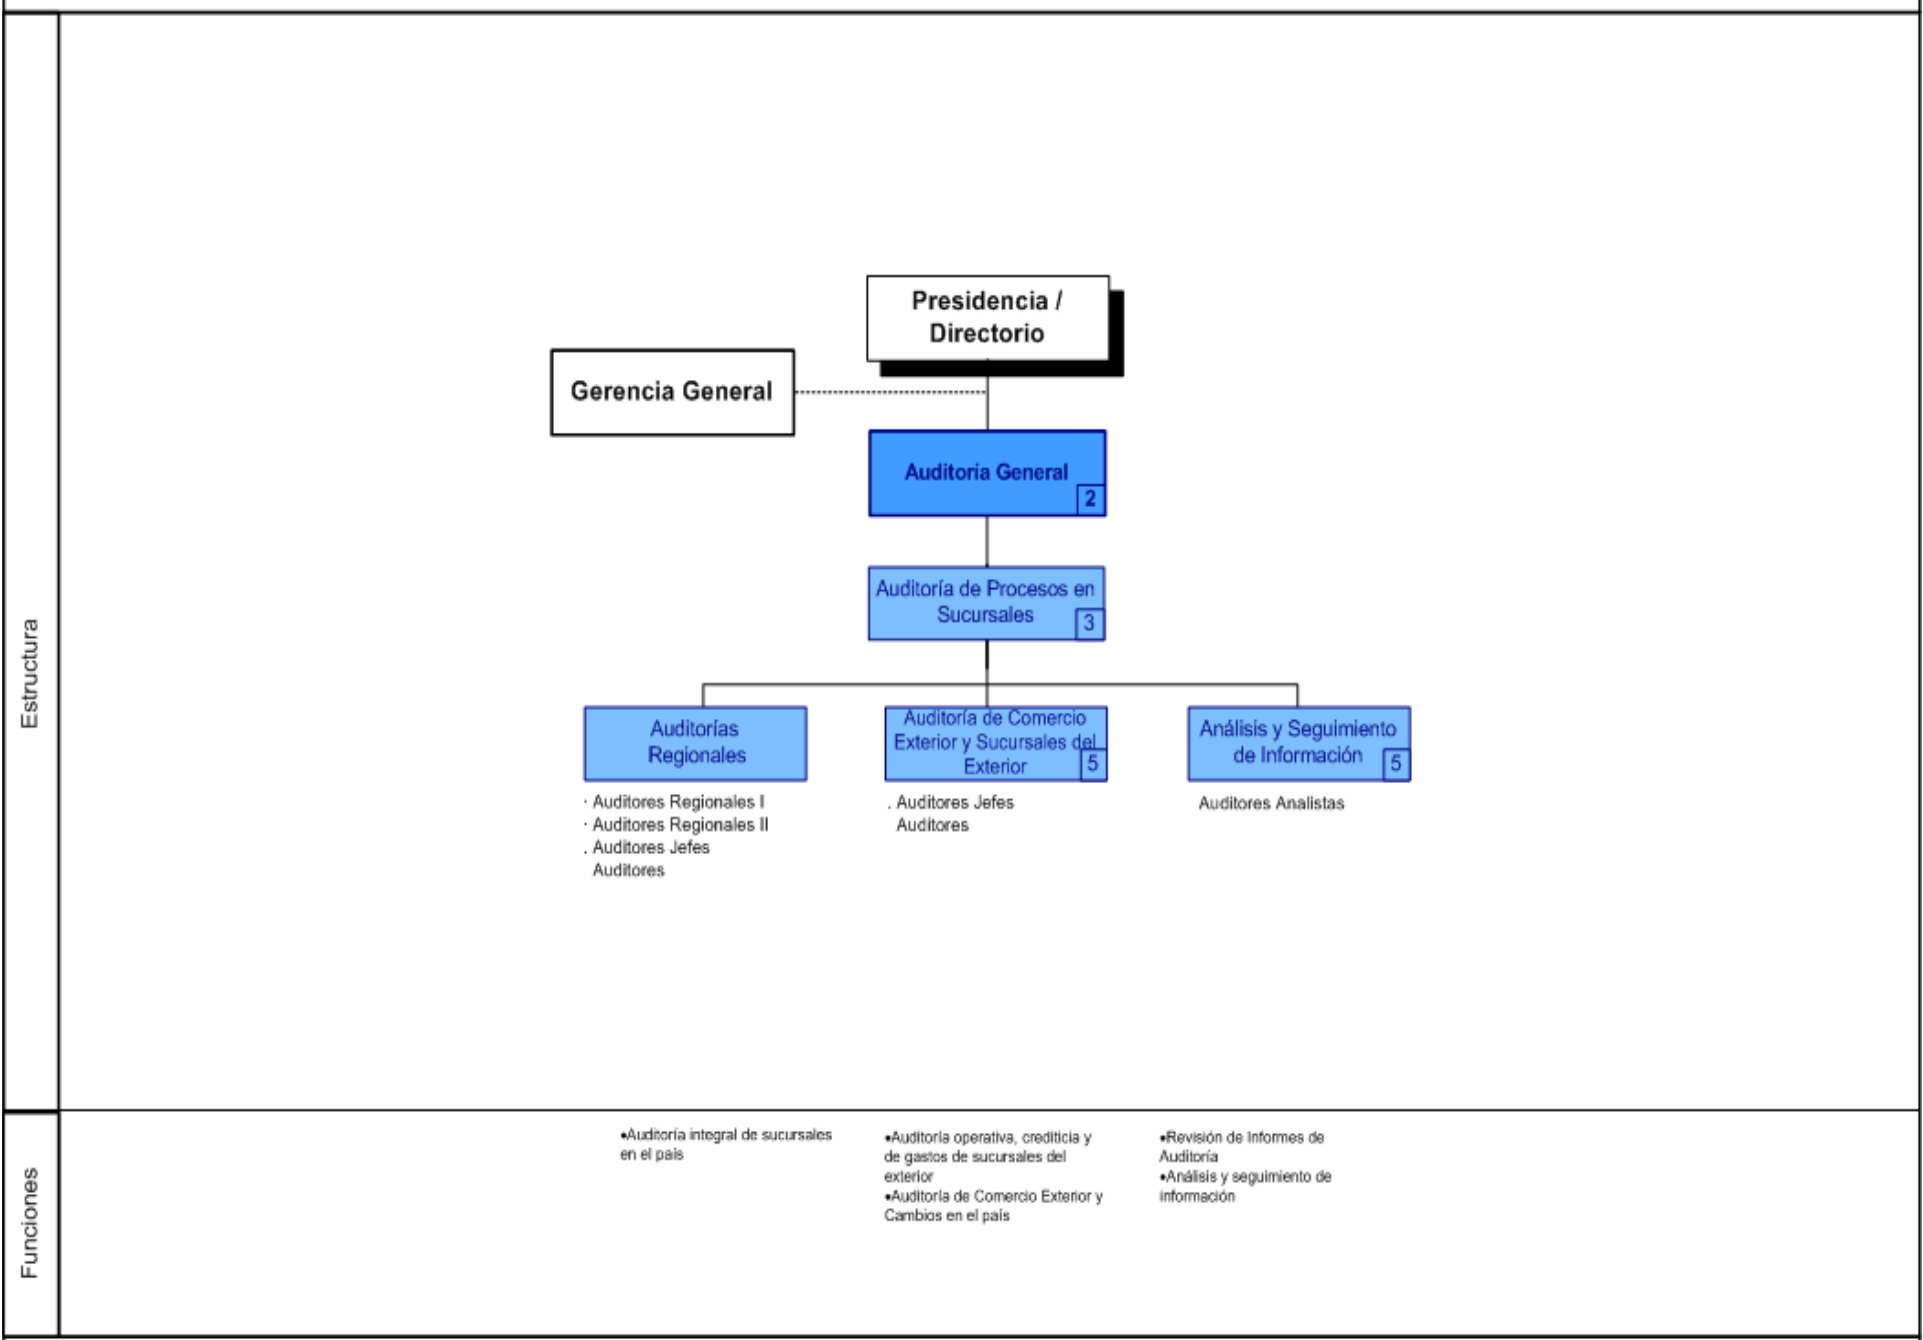 Estructura
Presidencia /
Directorio
Gerencia General
Auditoría General
2
Auditoría de Procesos en
Sucursales
3
Auditorías
Regionales
Auditoría de Comercio
Exterior y Sucursales del
Exterior
5
Análisis y Seguimiento
de Información
5
· Auditores Regionales I
· Auditores Regionales II
. Auditores Jefes
Auditores
. Auditores Jefes
Auditores
Auditores Analistas
Funciones
•Auditoría integral de sucursales
en el país
•Auditoría operativa, crediticia y
de gastos de sucursales del
exterior
•Auditoría de Comercio Exterior y
Cambios en el país
•Revisión de Informes de
Auditoría
•Análisis y seguimiento de
información